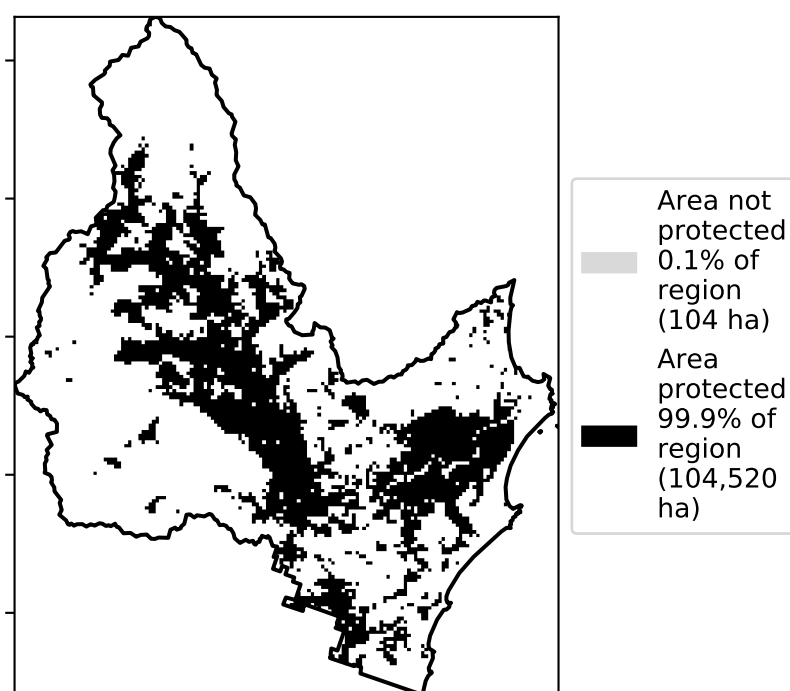 Area not
protected
0.1% of
region
(104 ha)
Area
protected
99.9% of
region
(104,520
ha)